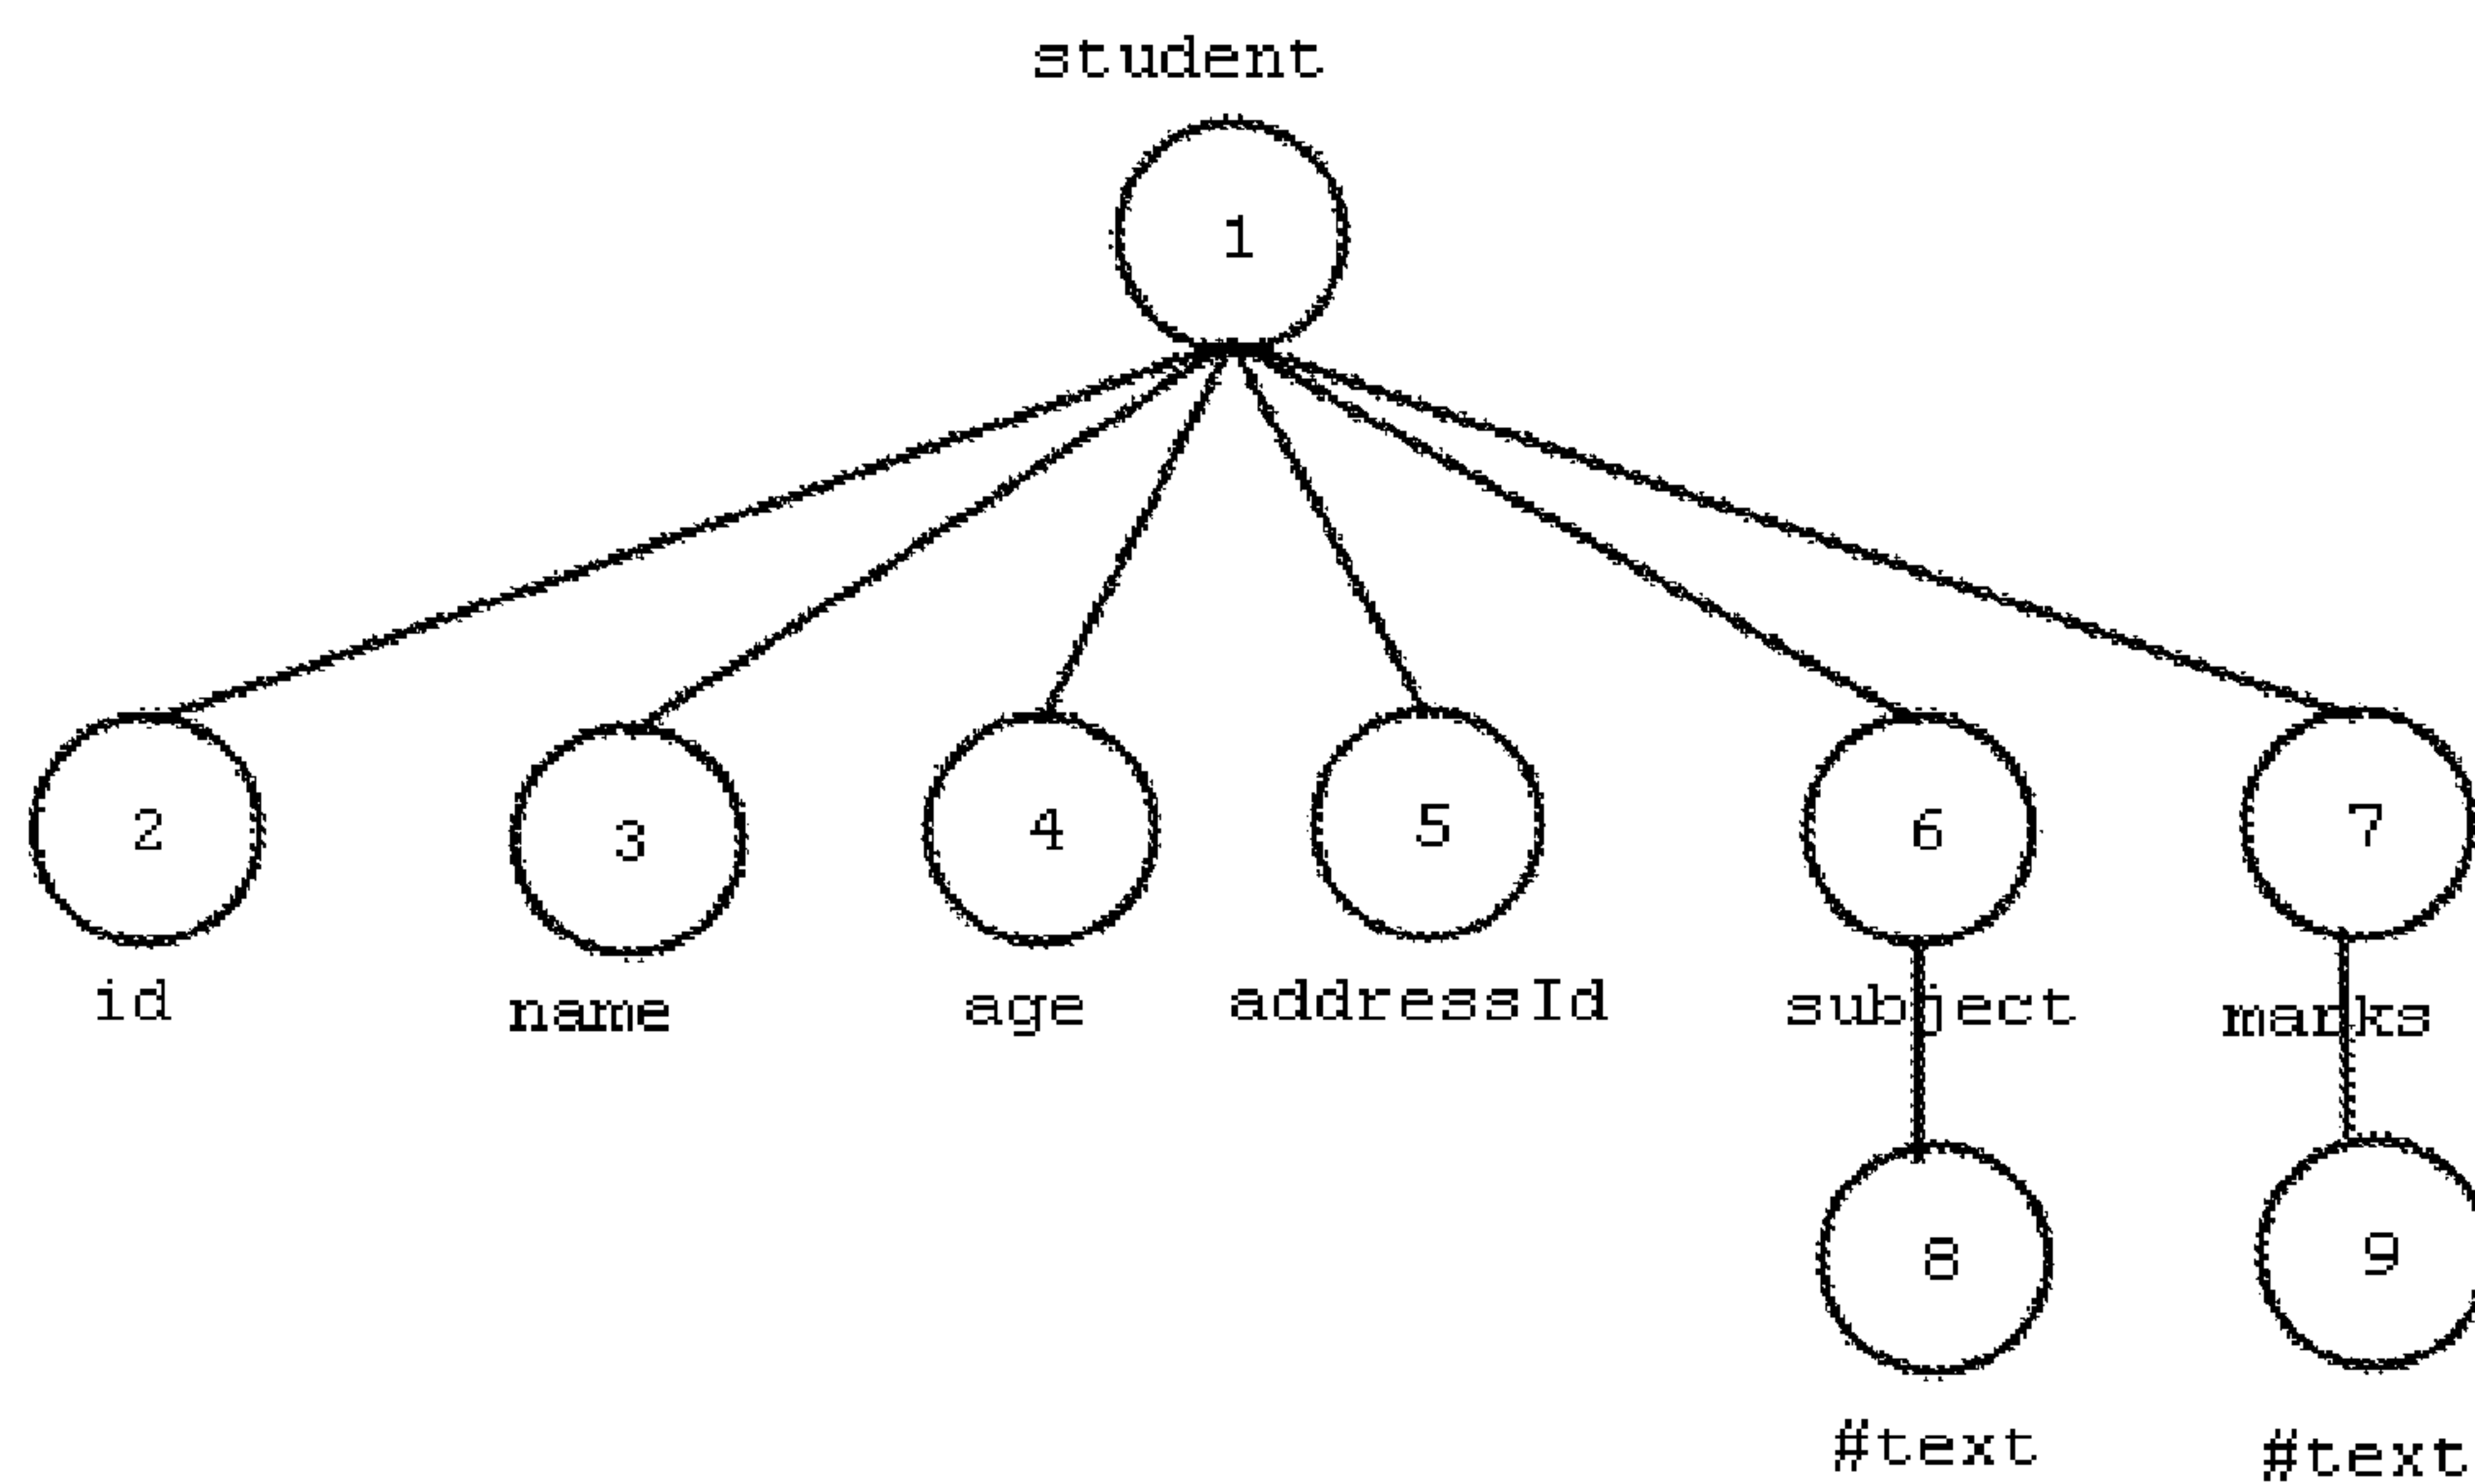 student
1
2 3 4 5 6 7
id name age addressId subject marks
8 9
#text #text